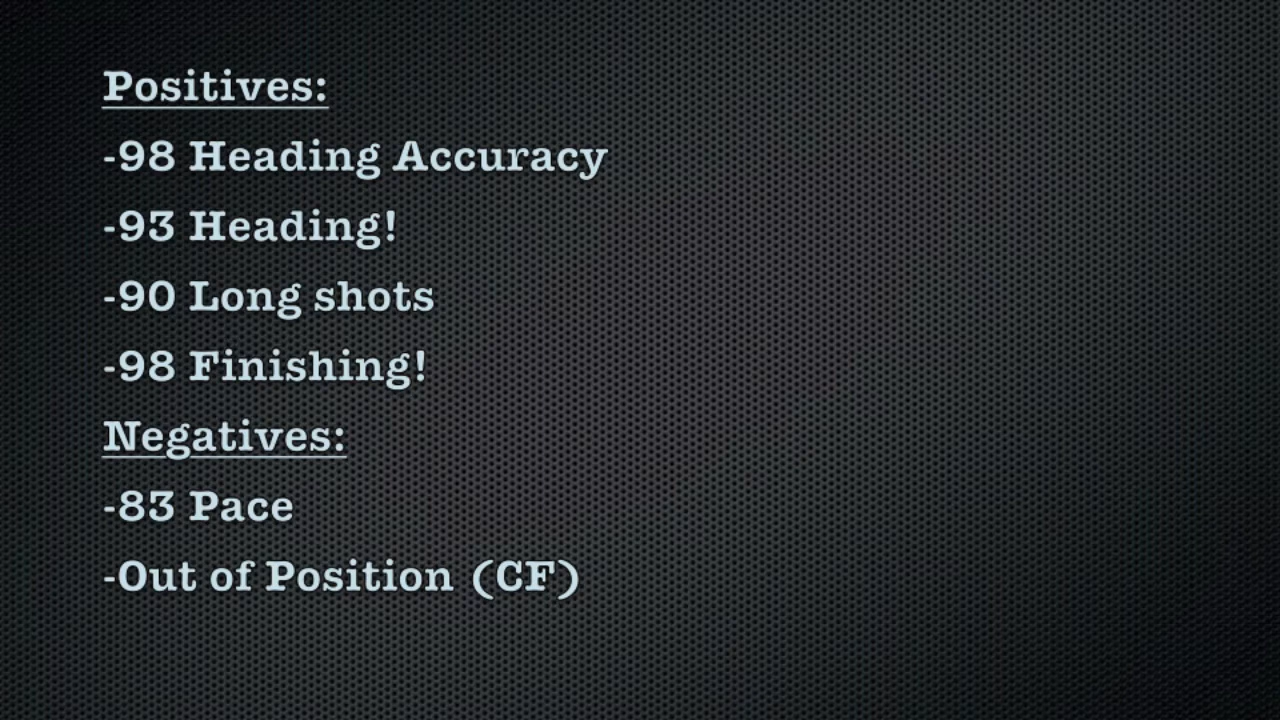 Positives:
-98 Heading Accuracy
-93 Heading!
-90 Long shots
-98 Finishing!
Negatives:
-83 Pace
-Out of Position (CF)